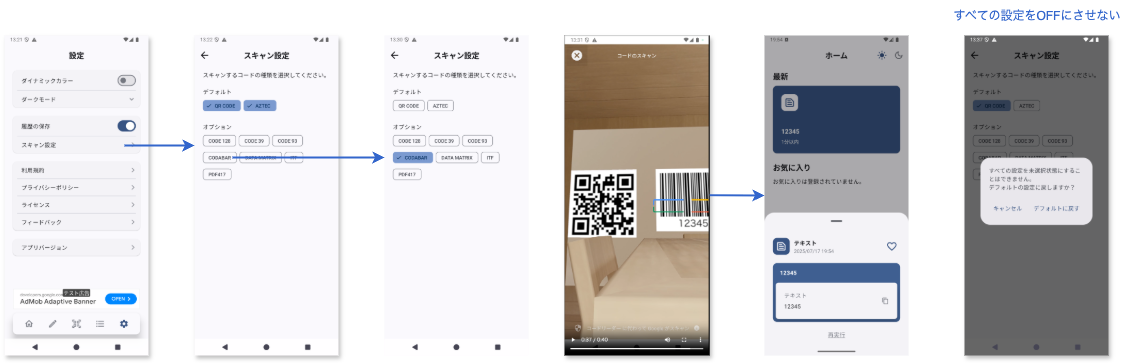 すべての設定をOFFにさせない
13:21
設定
ダイナミックカラー
ダークモード
履歴の保存
スキャン設定
利用規約
プライバシーポリシー
ライセンス
フィードバック
アプリバージョン
テスト広告
AdMob Adaptive Banner
OPEN
13:22
スキャン設定
スキャンするコードの種類を選択してください。
デフォルト
QR CODE
AZTEC
オプション
CODE 128
CODE 39
CODE 93
CODABAR
DATA MATRIX
ITF
PDF417
13:30
スキャン設定
スキャンするコードの種類を選択してください。
デフォルト
QR CODE
AZTEC
オプション
CODE 128
CODE 39
CODE 93
CODABAR
DATA MATRIX
ITF
PDF417
コードのスキャン
12345
0:37 / 0:40
19:54
ホーム
最新
12345
1分以内
お気に入り
お気に入りは登録されていません。
テキスト
2025/07/17 19:54
12345
テキスト
12345
13:37
スキャン設定
スキャンするコードの種類を選択してください。
デフォルト
QR CODE
AZTEC
オプション
CODE 128
CODE 39
CODE 93
すべての設定を未選択状態にするこ
とはできません。
デフォルトの設定に戻しますか？
キャンセル
デフォルトに戻す